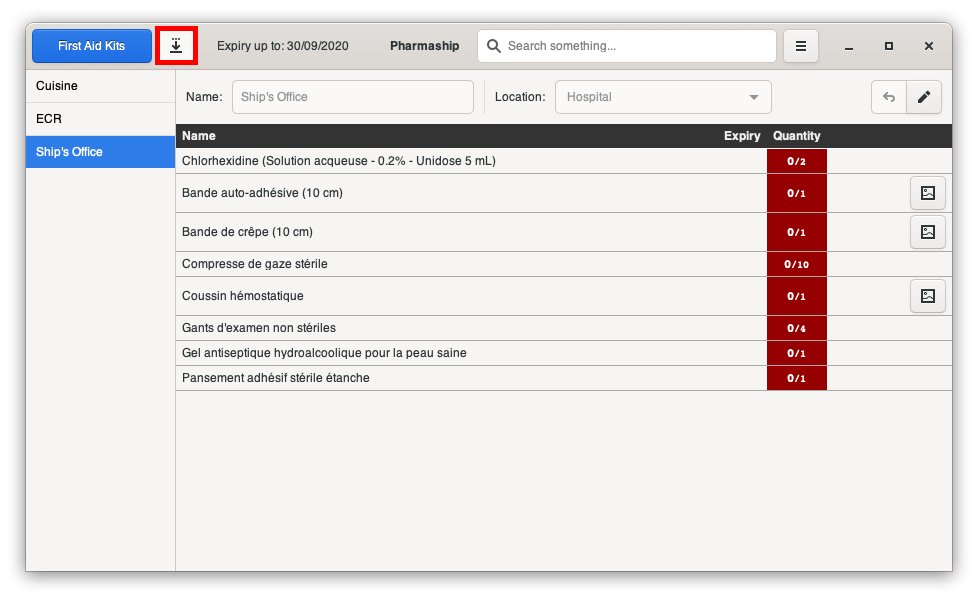 First Aid Kits Expiry up to: 30/09/2020 Pharmaship Search something...
Cuisine
ECR
Ship's Office
Name: Ship's Office Location: Hospital
Name Expiry Quantity
Chlorhexidine (Solution acqueuse - 0.2% - Unidose 5 mL) 0/2
Bande auto-adhésive (10 cm) 0/1
Bande de crêpe (10 cm) 0/1
Compresse de gaze stérile 0/10
Coussin hémostatique 0/1
Gants d'examen non stériles 0/4
Gel antiseptique hydroalcoolique pour la peau saine 0/1
Pansement adhésif stérile étanche 0/1